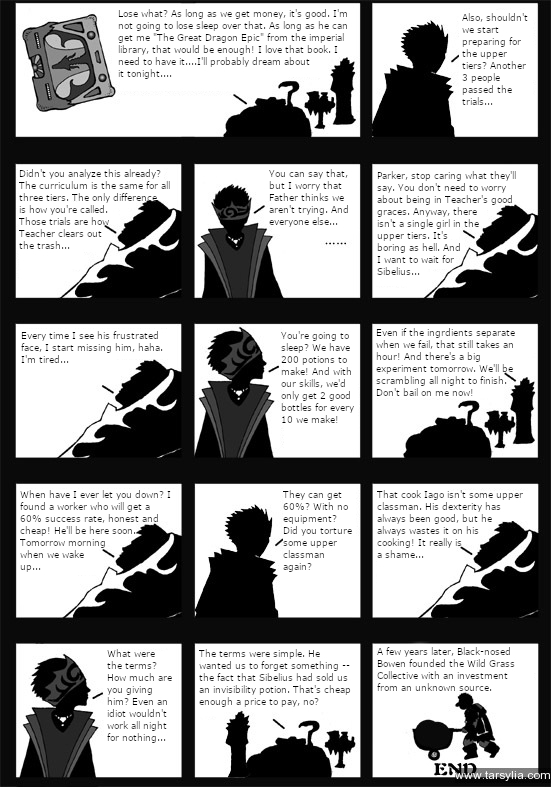 Lose what? As long as we get money, it's good. I'm
not going to lose sleep over that. As long as he can
get me "The Great Dragon Epic" from the imperial
library, that would be enough! I love that book. I
need to have it....I'll probably dream about
it tonight....
Also, shouldn't
we start
preparing for
the upper
tiers? Another
3 people
passed the
trials...
Didn't you analyze this already?
The curriculum is the same for all
three tiers. The only difference
is how you're called.
Those trials are how
Teacher clears out
the trash...
You can say that,
but I worry that
Father thinks we
aren't trying. And
everyone else...
......
Parker, stop caring what they'll
say. You don't need to worry
about being in Teacher's good
graces. Anyway, there
isn't a single girl in the
upper tiers. It's
boring as hell. And
I want to wait for
Sibelius...
Every time I see his frustrated
face, I start missing him, haha.
I'm tired...
You're going to
sleep? We have
200 potions to
make! And with
our skills, we'd
only get 2 good
bottles for every
10 we make!
Even if the ingrdients separate
when we fail, that still takes an
hour! And there's a big
experiment tomorrow. We'll be
scrambling all night to finish.
Don't bail on me now!
When have I ever let you down? I
found a worker who will get a
60% success rate, honest and
cheap! He'll be here soon...
Tomorrow morning
when we wake
up...
They can get
60%? With no
equipment?
Did you torture
some upper
classman
again?
That cook Iago isn't some upper
classman. His dexterity has
always been good, but he
always wastes it on his
cooking! It really is
a shame...
What were
the terms?
How much are
you giving
him? Even an
idiot wouldn't
work all night
for nothing...
The terms were simple. He
wanted us to forget something --
the fact that Sibelius had sold us
an invisibility potion. That's cheap
enough a price to pay, no?
A few years later, Black-nosed
Bowen founded the Wild Grass
Collective with an investment
from an unknown source.
END
www.tarsylia.com